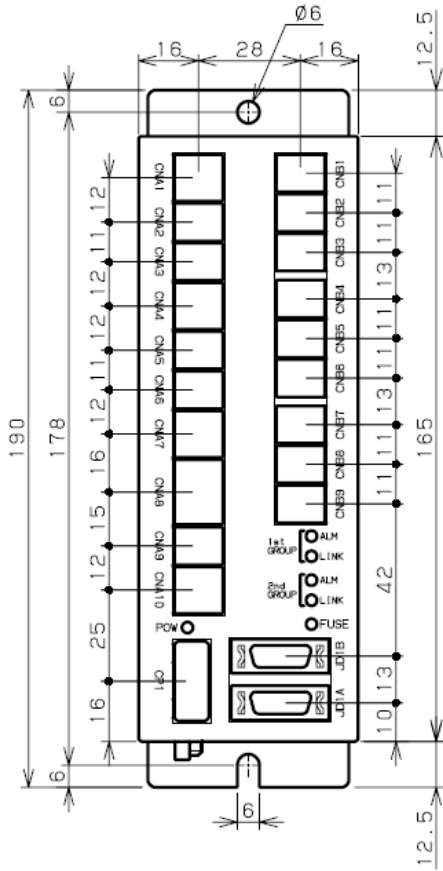 Ø6
16
28
16
12.5
6
CNA1
CNA2
CNA3
CNA4
CNA5
CNA6
CNA7
CNA8
CNA9
CNA10
CNB1
CNB2
CNB3
CNB4
CNB5
CNB6
CNB7
CNB8
CNB9
12
11
12
12
11
12
16
15
12
25
16
11
11
13
11
11
13
11
11
42
13
10
190
178
165
1st
GROUP
ALM
LINK
2nd
GROUP
ALM
LINK
POW
FUSE
CP1
JD1B
JD1A
6
6
12.5